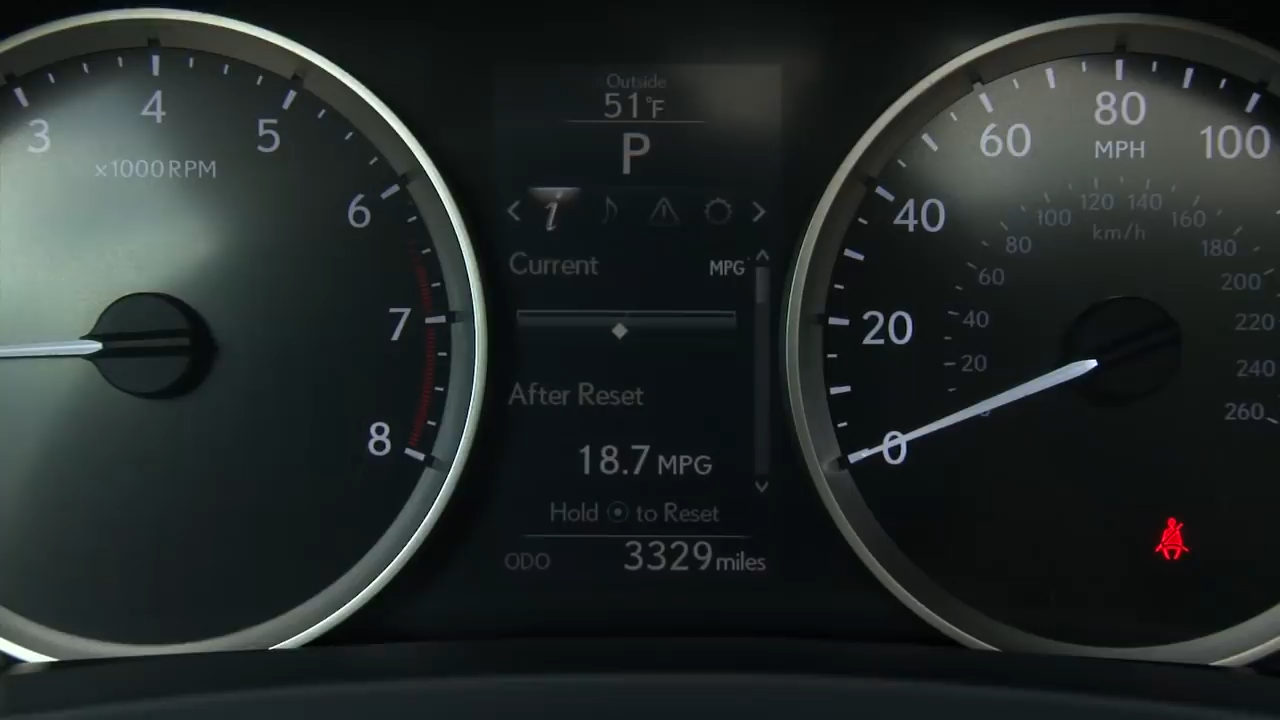 3
4
5
6
7
8
x1000RPM
Outside
51°F
P
i
Current MPG
After Reset
18.7 MPG
Hold to Reset
ODO 3329 miles
0
20
40
60
80
100
MPH
20
40
60
80
100
120
140
160
180
200
220
240
260
km/h